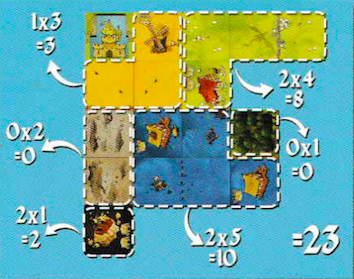 1x3
=3
2x4
=8
0x2
=0
0x1
=0
2x1
=2
2x5
=10
=23